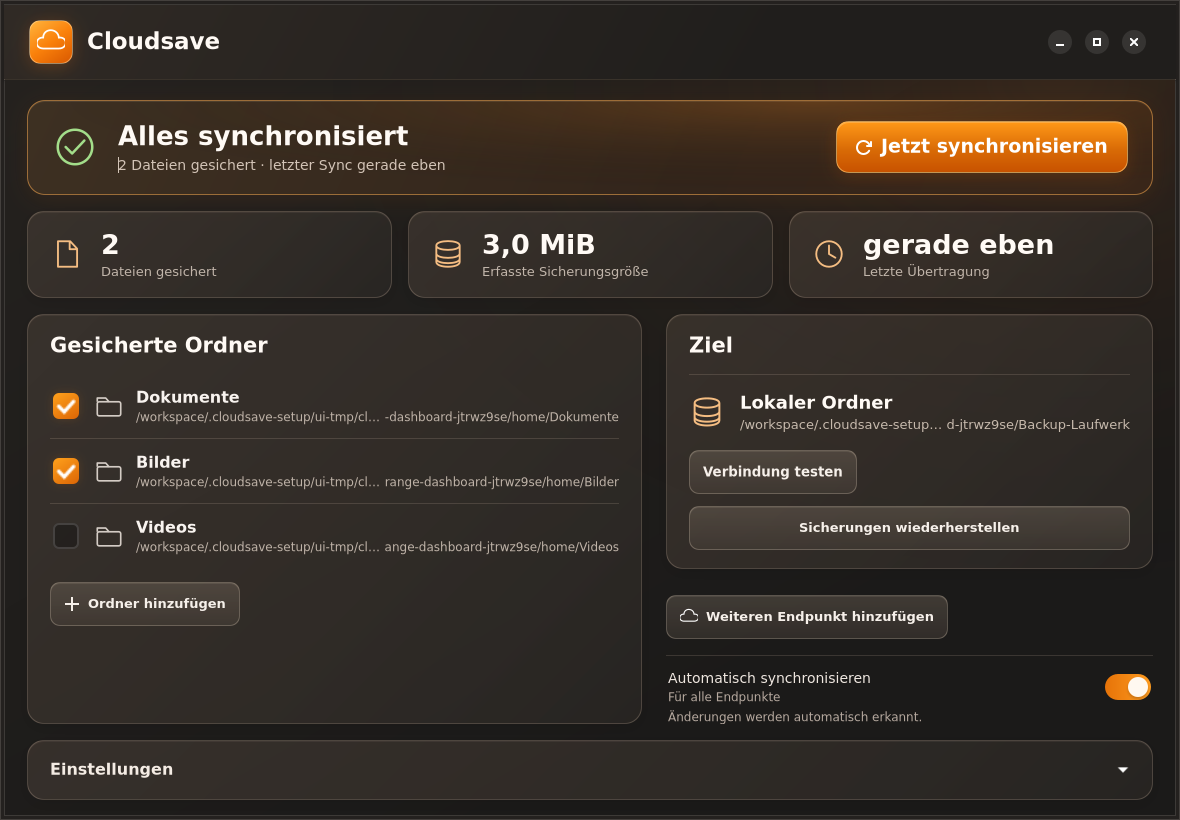 Cloudsave
Alles synchronisiert
2 Dateien gesichert · letzter Sync gerade eben
Jetzt synchronisieren
2
Dateien gesichert
3,0 MiB
Erfasste Sicherungsgröße
gerade eben
Letzte Übertragung
Gesicherte Ordner
Dokumente
/workspace/.cloudsave-setup/ui-tmp/cl… -dashboard-jtrwz9se/home/Dokumente
Bilder
/workspace/.cloudsave-setup/ui-tmp/cl… range-dashboard-jtrwz9se/home/Bilder
Videos
/workspace/.cloudsave-setup/ui-tmp/cl… ange-dashboard-jtrwz9se/home/Videos
Ordner hinzufügen
Ziel
Lokaler Ordner
/workspace/.cloudsave-setup… d-jtrwz9se/Backup-Laufwerk
Verbindung testen
Sicherungen wiederherstellen
Weiteren Endpunkt hinzufügen
Automatisch synchronisieren
Für alle Endpunkte
Änderungen werden automatisch erkannt.
Einstellungen